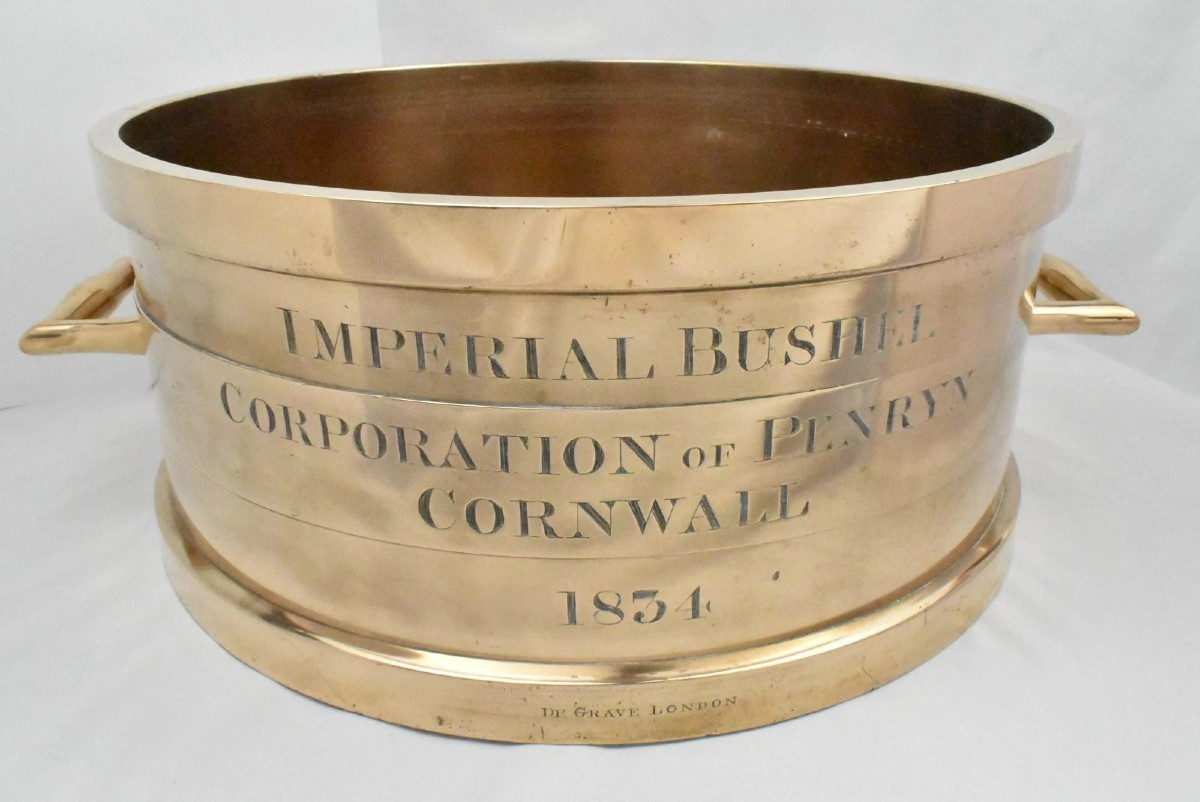 IMPERIAL BUSHEL
CORPORATION OF PENRYN
CORNWALL
1834
DE GRAVE LONDON